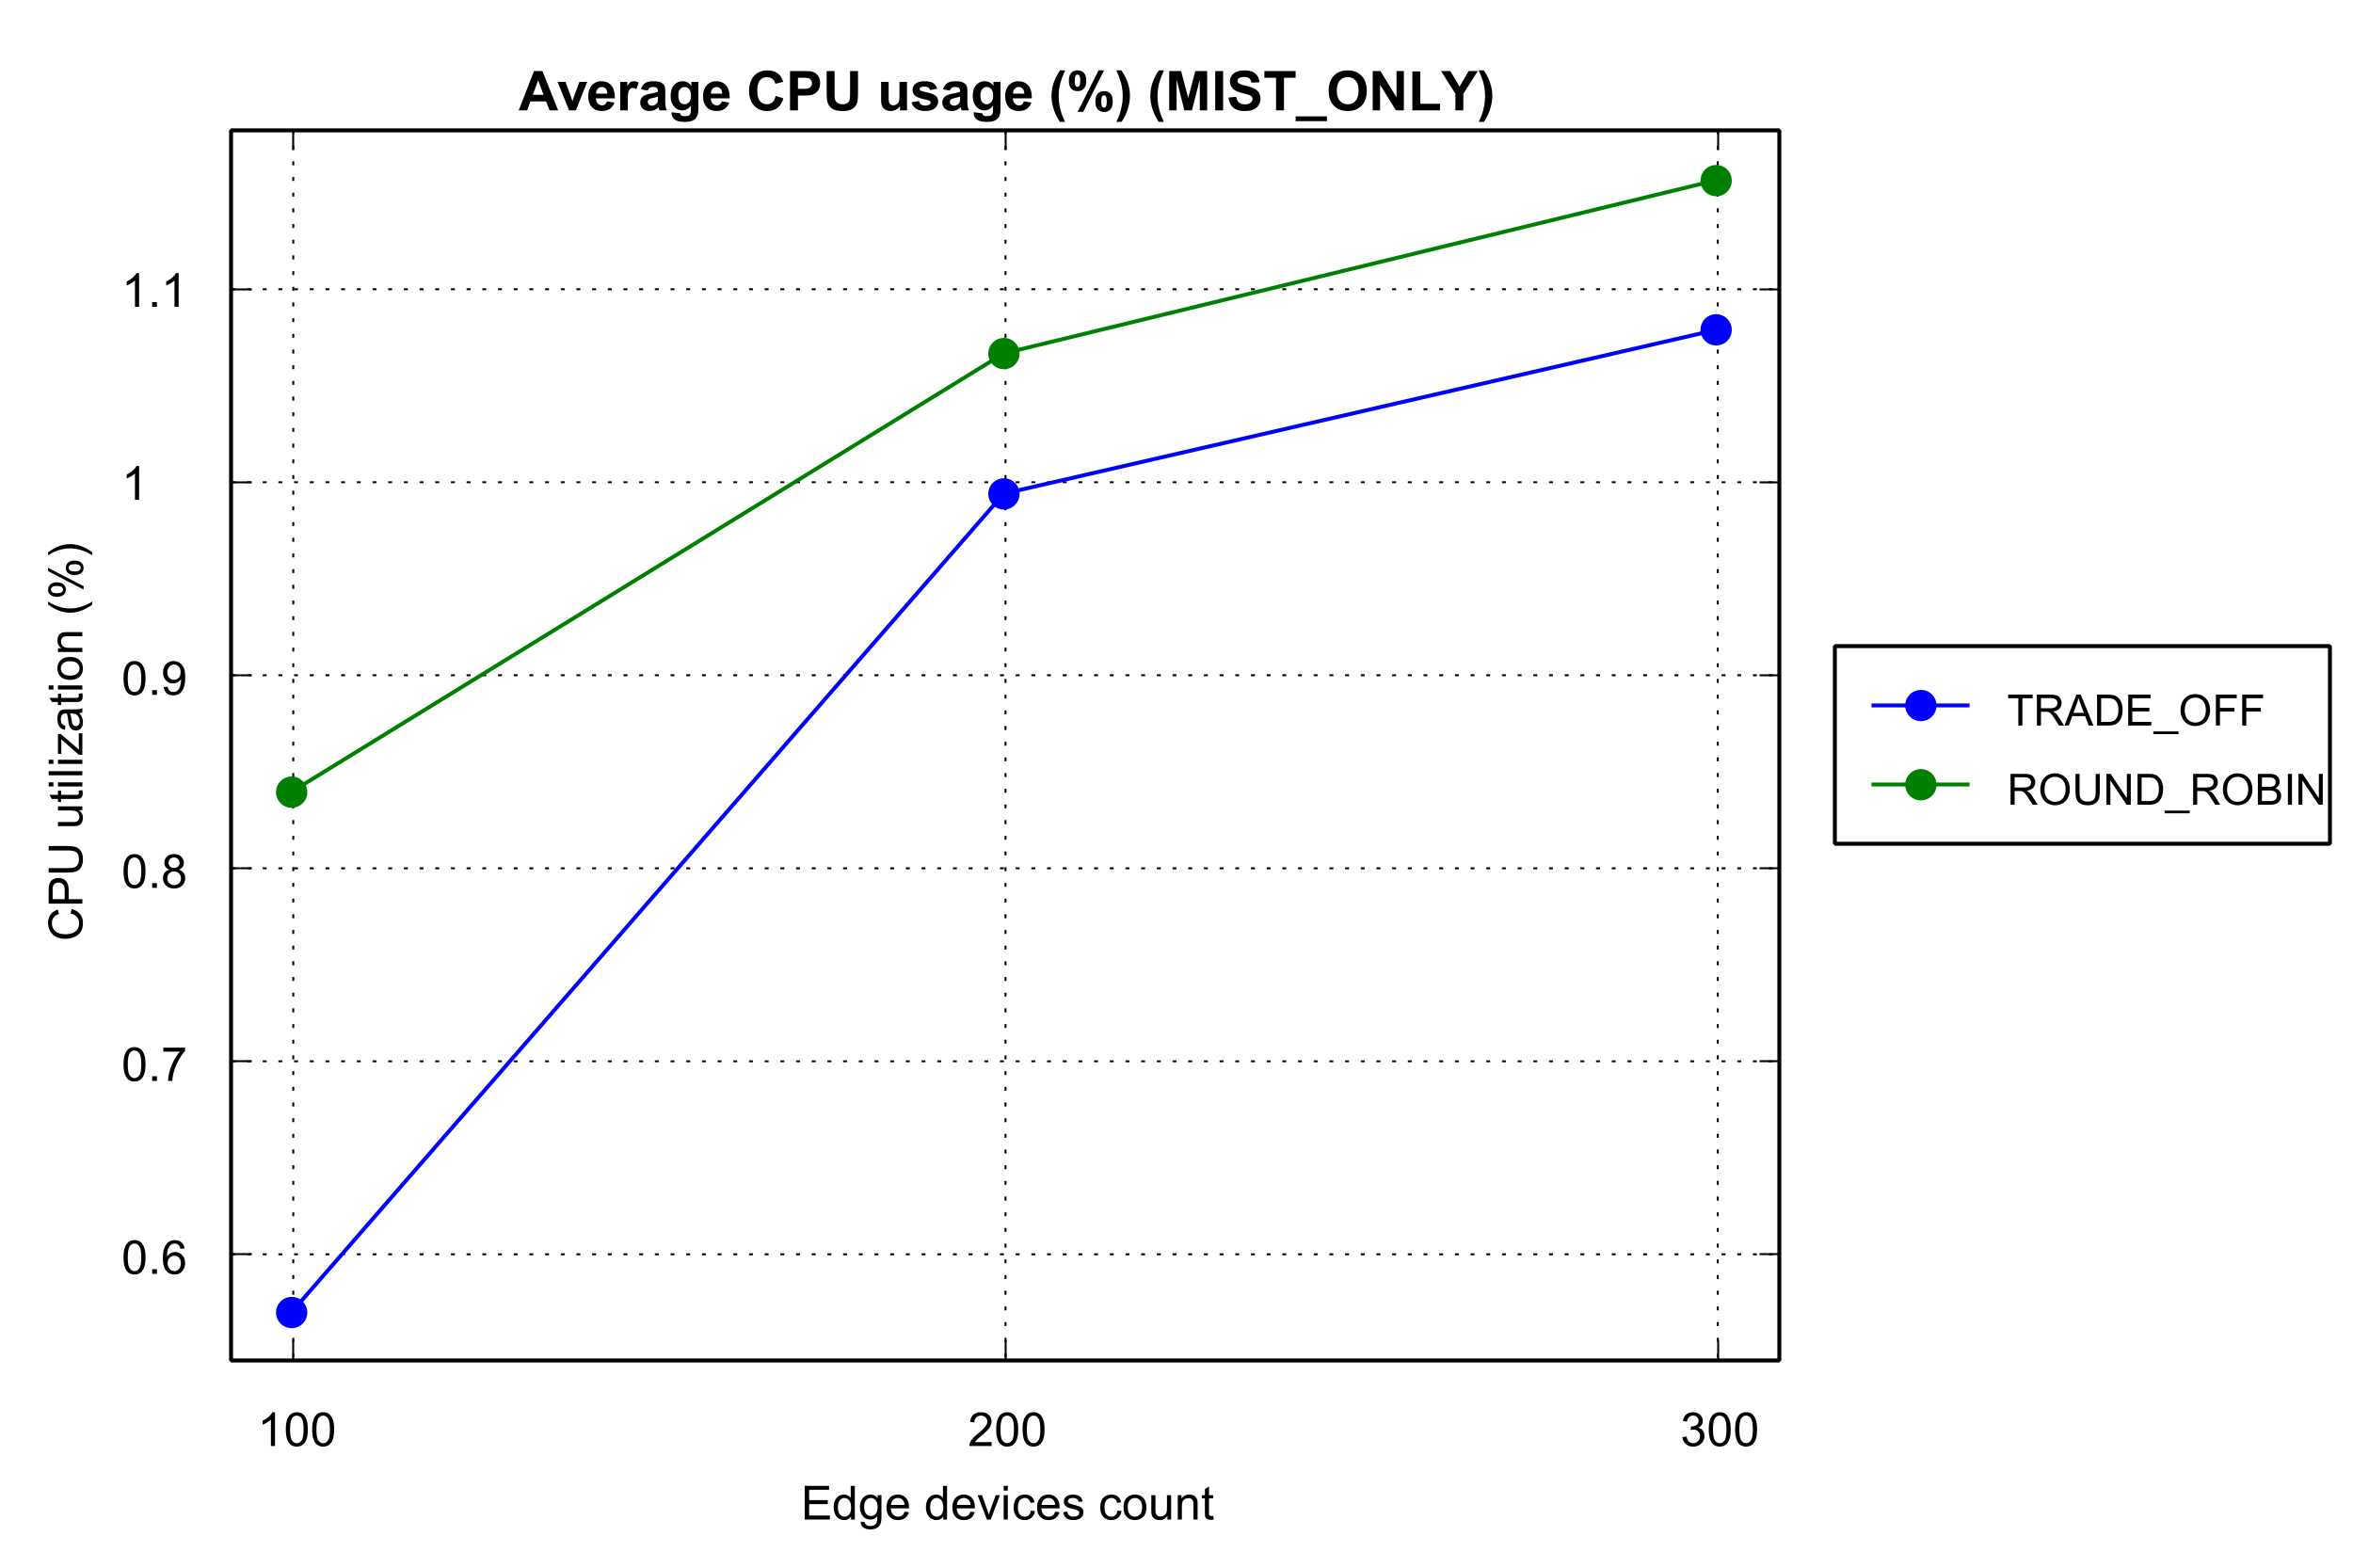 Average CPU usage (%) (MIST_ONLY)
1.1
1
0.9
0.8
0.7
0.6
CPU utilization (%)
TRADE_OFF
ROUND_ROBIN
100 200 300
Edge devices count